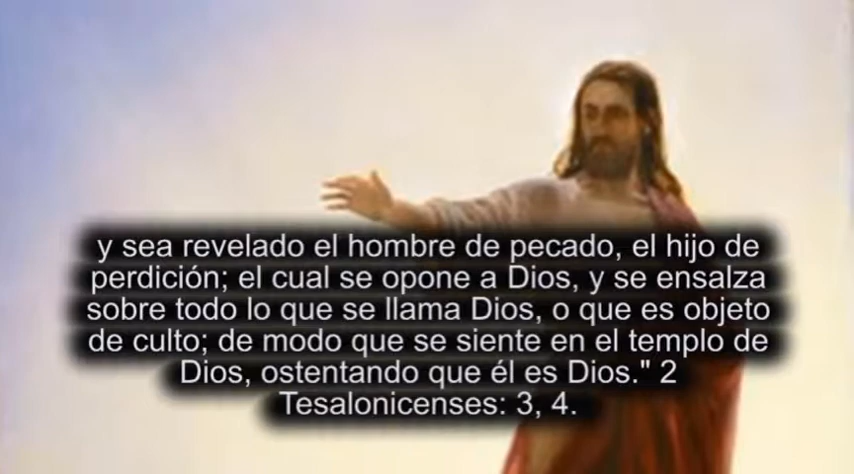 y sea revelado el hombre de pecado, el hijo de
perdición; el cual se opone a Dios, y se ensalza
sobre todo lo que se llama Dios, o que es objeto
de culto; de modo que se siente en el templo de
Dios, ostentando que él es Dios." 2
Tesalonicenses: 3, 4.